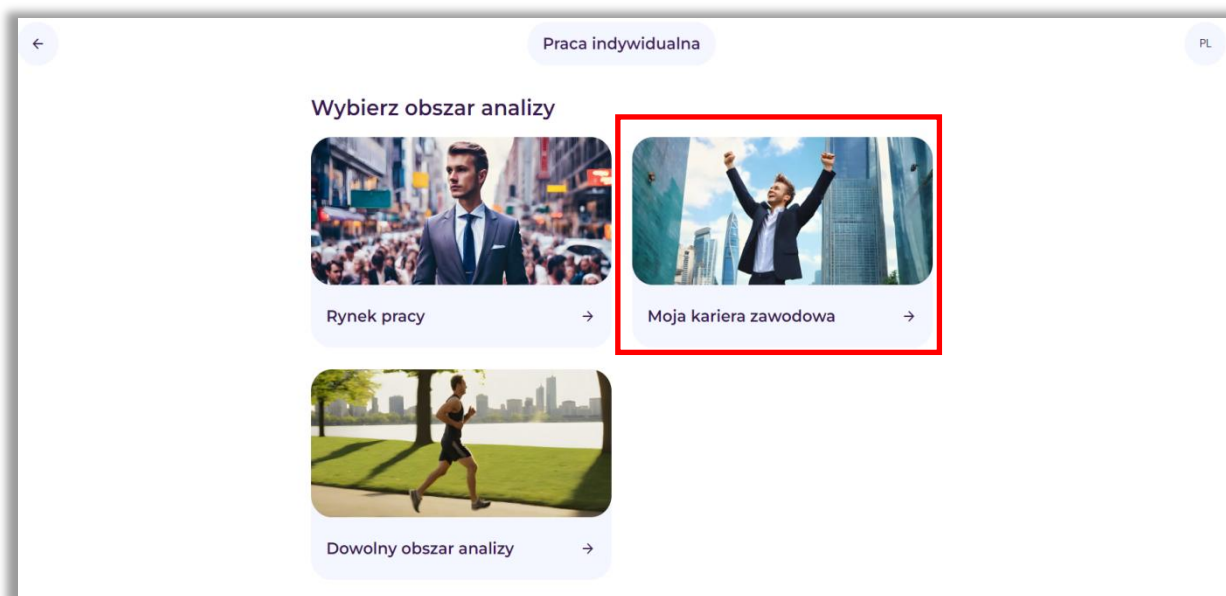 Praca indywidualna
PL
Wybierz obszar analizy
Rynek pracy
Moja kariera zawodowa
Dowolny obszar analizy